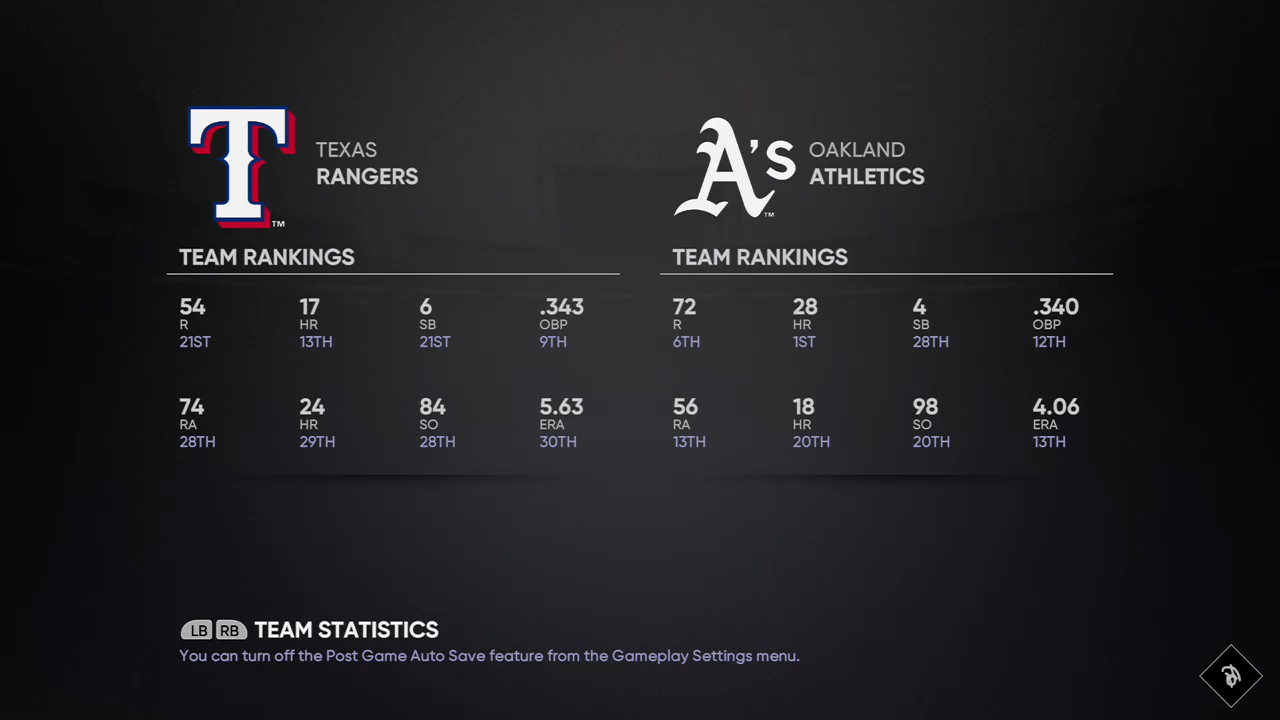 T™
TEXAS
RANGERS
A's™
OAKLAND
ATHLETICS
TEAM RANKINGS
54 17 6 .343
R HR SB OBP
21ST 13TH 21ST 9TH
74 24 84 5.63
RA HR SO ERA
28TH 29TH 28TH 30TH
TEAM RANKINGS
72 28 4 .340
R HR SB OBP
6TH 1ST 28TH 12TH
56 18 98 4.06
RA HR SO ERA
13TH 20TH 20TH 13TH
LB RB TEAM STATISTICS
You can turn off the Post Game Auto Save feature from the Gameplay Settings menu.